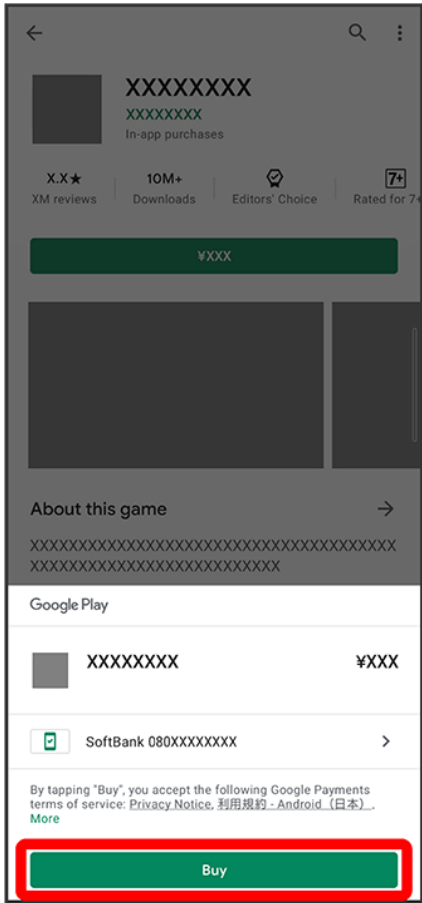 XXXXXXXX
XXXXXXXX
In-app purchases
X.X★ 10M+ 7+
XM reviews Downloads Editors' Choice Rated for 7+
¥XXX
About this game
XXXXXXXXXXXXXXXXXXXXXXXXXXXXXXXXXXXXXX
XXXXXXXXXXXXXXXXXXXXXXXXXX
Google Play
XXXXXXXX ¥XXX
SoftBank 080XXXXXXXX
By tapping "Buy", you accept the following Google Payments
terms of service: Privacy Notice, 利用規約 - Android（日本）.
More
Buy